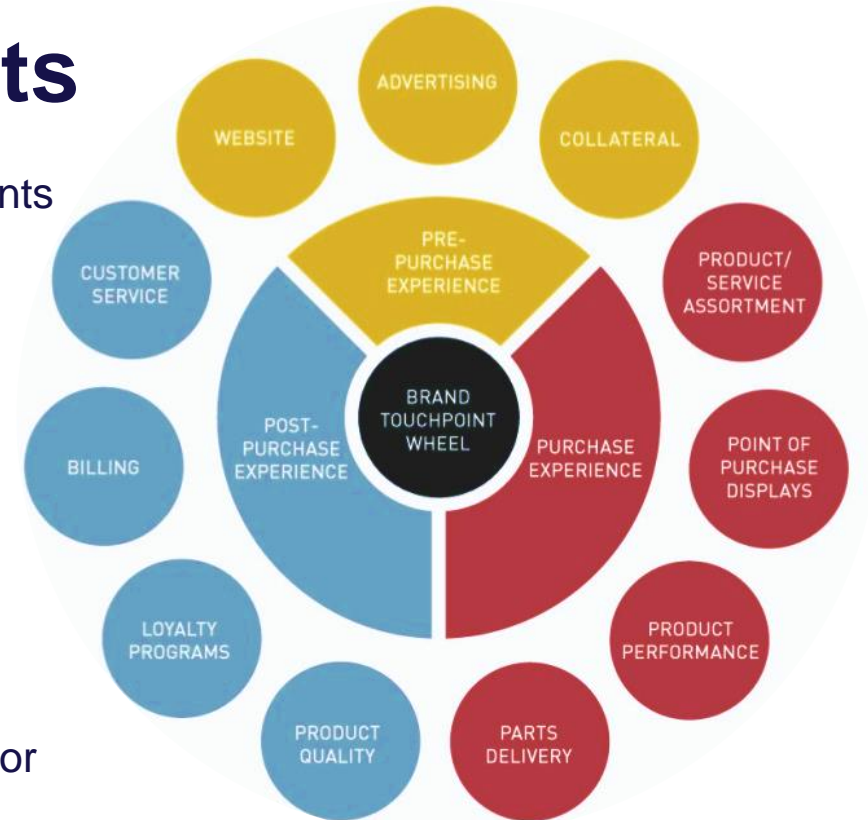 ts
nts
or
ADVERTISING
WEBSITE
COLLATERAL
CUSTOMER
SERVICE
PRE-
PURCHASE
EXPERIENCE
PRODUCT/
SERVICE
ASSORTMENT
BRAND
TOUCHPOINT
WHEEL
POST-
PURCHASE
EXPERIENCE
PURCHASE
EXPERIENCE
BILLING
POINT OF
PURCHASE
DISPLAYS
LOYALTY
PROGRAMS
PRODUCT
PERFORMANCE
PRODUCT
QUALITY
PARTS
DELIVERY